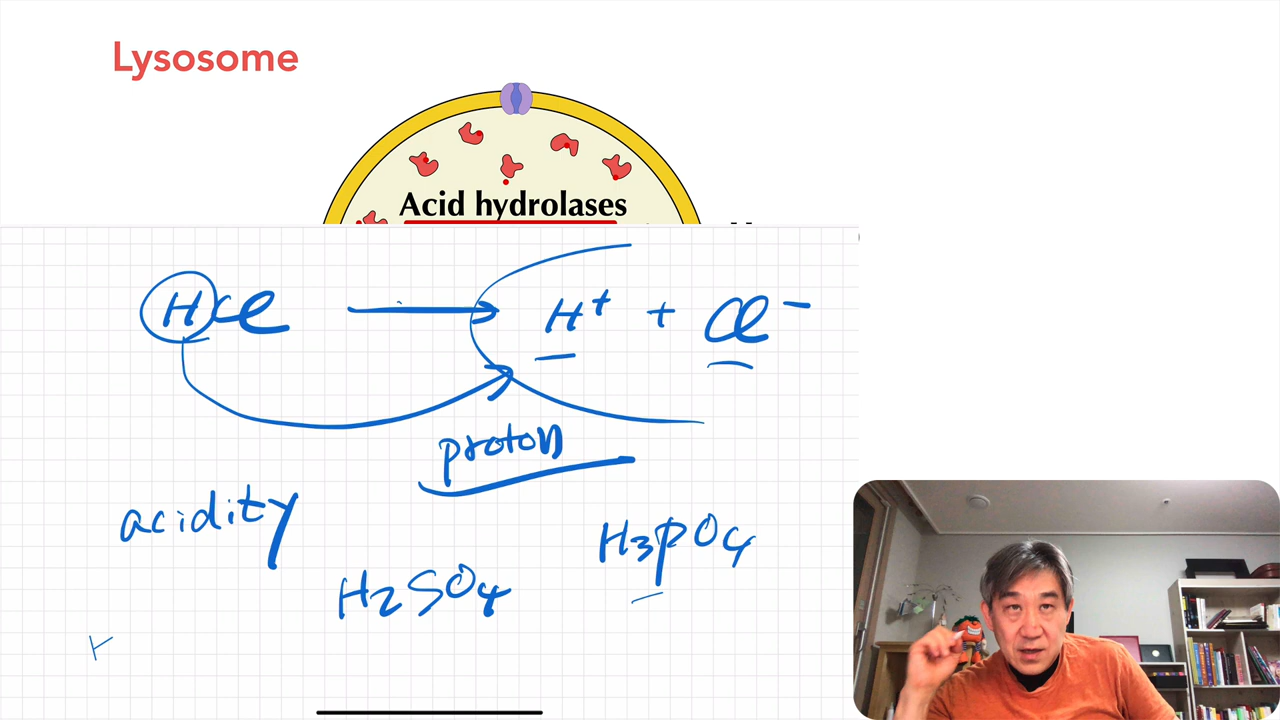 Lysosome
Acid hydrolases
HCl → H+ + Cl−
proton
acidity
H3PO4
H2SO4